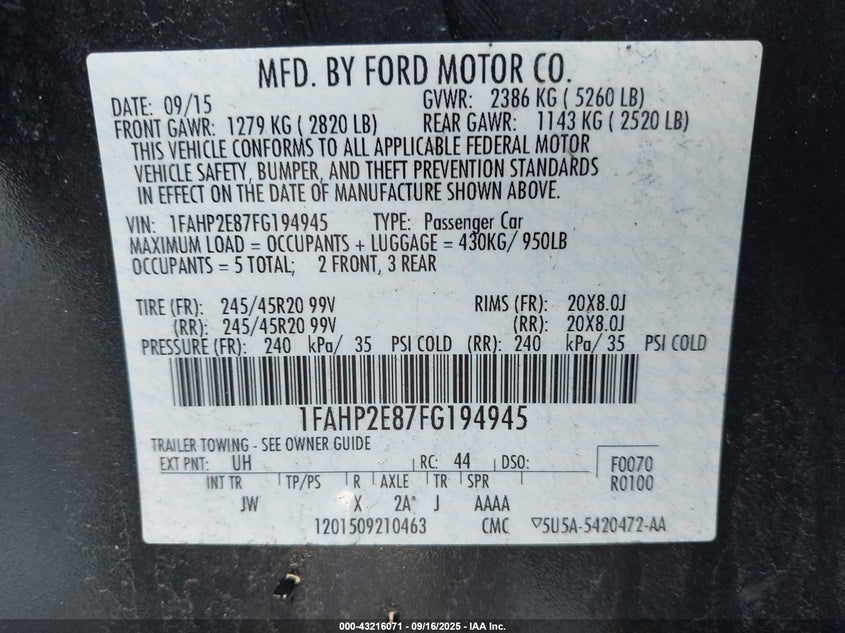 MFD. BY FORD MOTOR CO.
DATE: 09/15 GVWR: 2386 KG ( 5260 LB)
FRONT GAWR: 1279 KG ( 2820 LB) REAR GAWR: 1143 KG ( 2520 LB)
THIS VEHICLE CONFORMS TO ALL APPLICABLE FEDERAL MOTOR
VEHICLE SAFETY, BUMPER, AND THEFT PREVENTION STANDARDS
IN EFFECT ON THE DATE OF MANUFACTURE SHOWN ABOVE.
VIN: 1FAHP2E87FG194945 TYPE: Passenger Car
MAXIMUM LOAD = OCCUPANTS + LUGGAGE = 430KG/ 950LB
OCCUPANTS = 5 TOTAL; 2 FRONT, 3 REAR
TIRE (FR): 245/45R20 99V RIMS (FR): 20X8.0J
(RR): 245/45R20 99V (RR): 20X8.0J
PRESSURE (FR): 240 kPa/ 35 PSI COLD (RR): 240 kPa/ 35 PSI COLD
1FAHP2E87FG194945
TRAILER TOWING - SEE OWNER GUIDE
EXT PNT: UH RC: 44 DSO: F0070
INT TR TP/PS R AXLE TR SPR R0100
JW X 2A* J AAAA
1201509210463 CMC ▽5U5A-5420472-AA
000-43216071 - 09/16/2025 - IAA Inc.